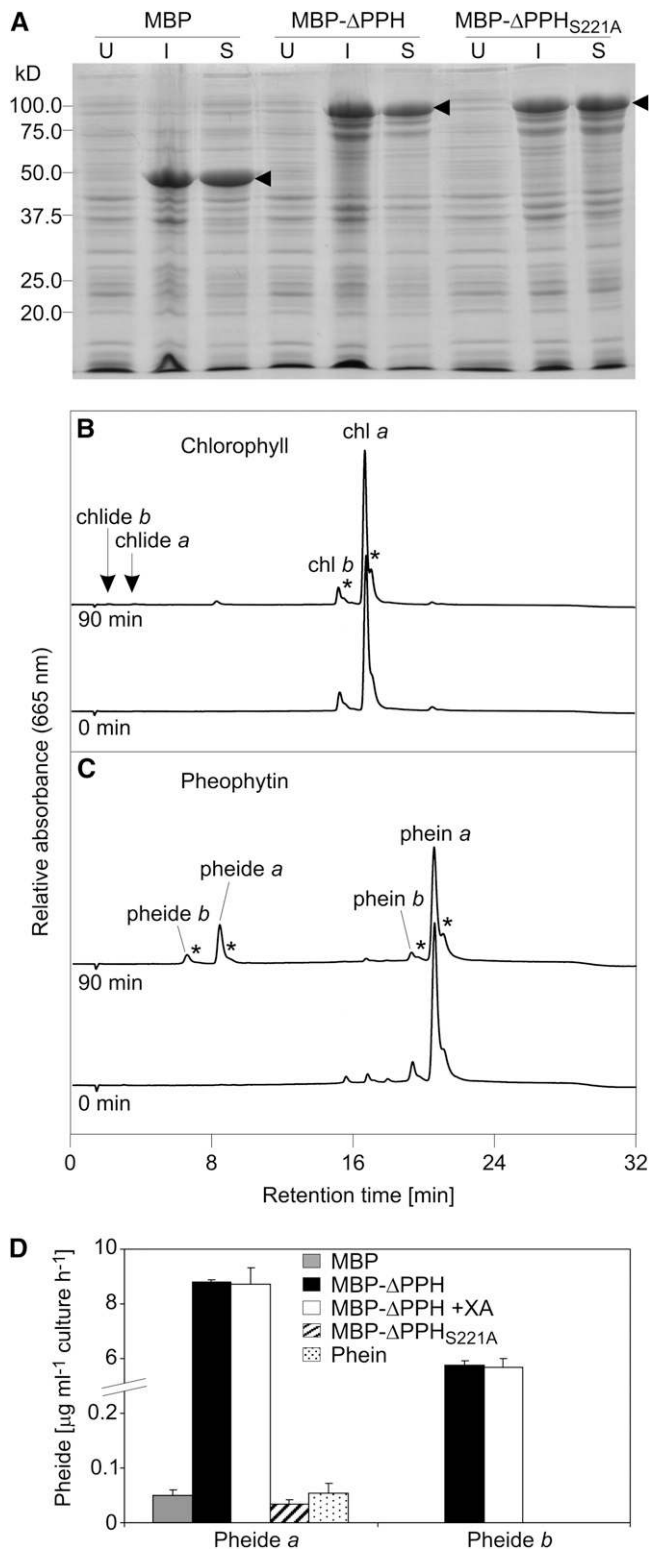 A
MBP MBP-ΔPPH MBP-ΔPPHS221A
U I S U I S U I S
kD
100.0
75.0
50.0
37.5
25.0
20.0
B
Chlorophyll
chl a
chlide b
chlide a
chl b * *
90 min
0 min
C
Pheophytin
phein a
pheide a
pheide b
phein b
* * * *
90 min
0 min
Relative absorbance (665 nm)
0 8 16 24 32
Retention time [min]
D
10
8
6
0.2
0.1
0
Pheide [µg ml-1 culture h-1]
MBP
MBP-ΔPPH
MBP-ΔPPH +XA
MBP-ΔPPHS221A
Phein
Pheide a Pheide b